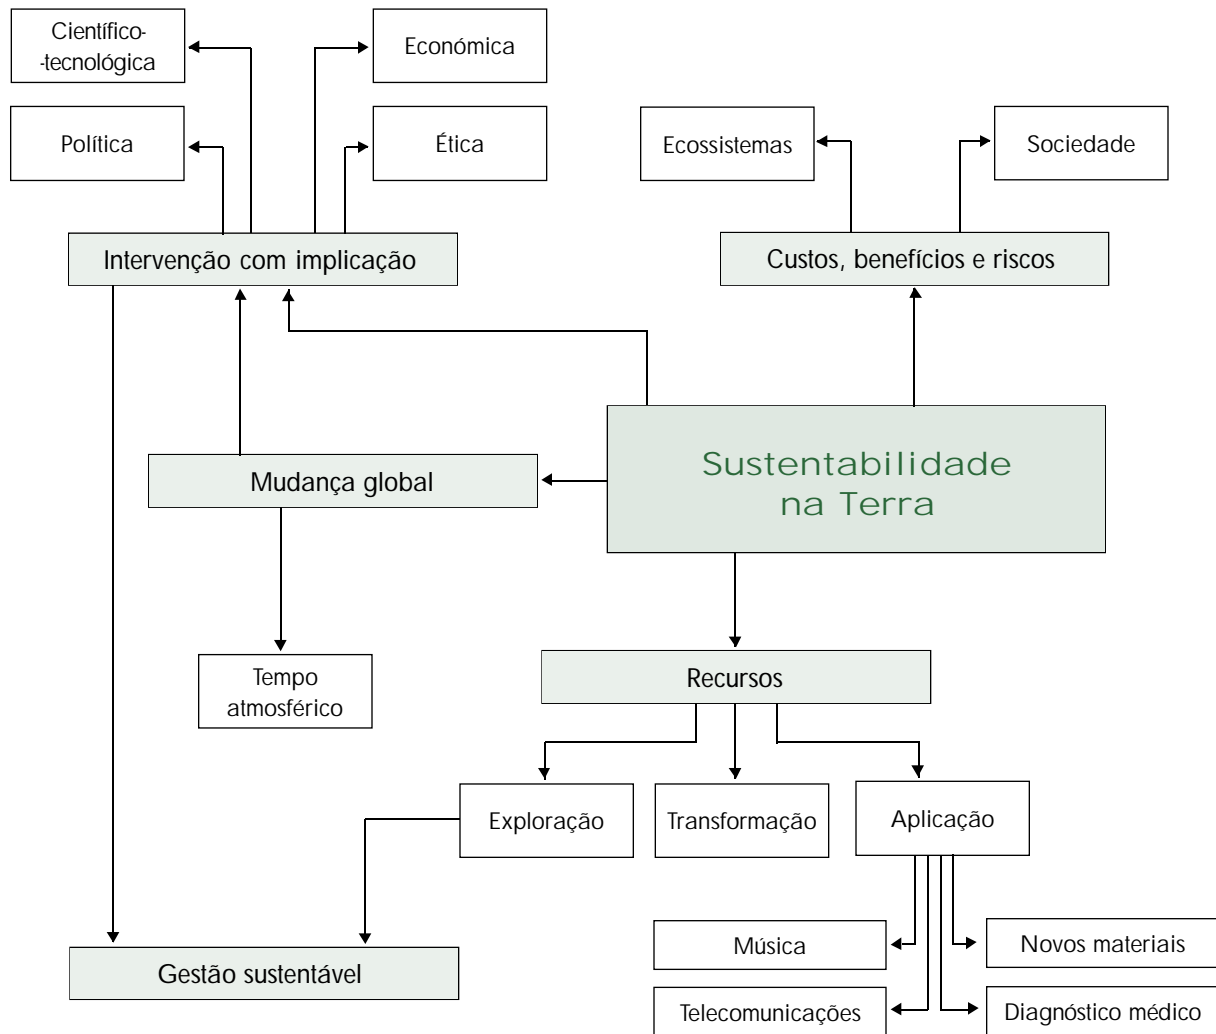 Científico-
-tecnológica
Económica
Política
Ética
Ecossistemas
Sociedade
Intervenção com implicação
Custos, benefícios e riscos
Sustentabilidade
na Terra
Mudança global
Tempo
atmosférico
Recursos
Exploração
Transformação
Aplicação
Música
Novos materiais
Gestão sustentável
Telecomunicações
Diagnóstico médico